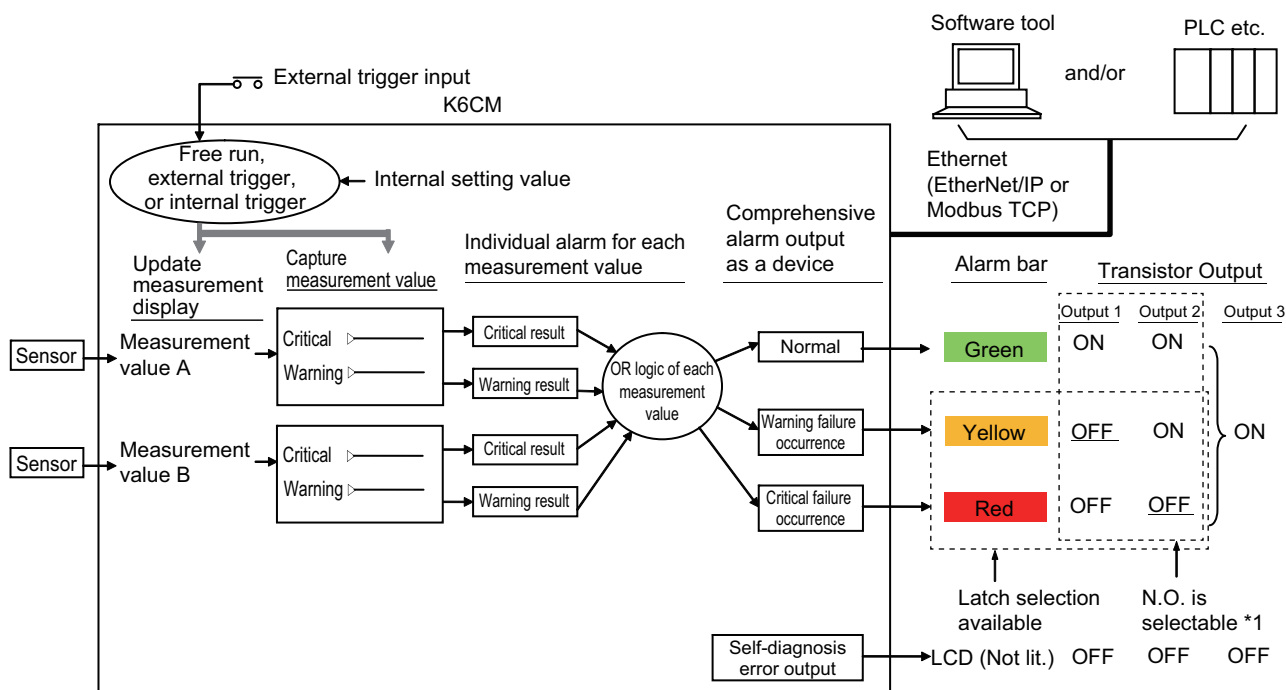 Software tool
PLC etc.
and/or
External trigger input
K6CM
Free run,
external trigger,
or internal trigger
Internal setting value
Ethernet
(EtherNet/IP or
Modbus TCP)
Update
measurement
display
Capture
measurement value
Individual alarm for each
measurement value
Comprehensive
alarm output
as a device
Alarm bar
Transistor Output
Output 1
Output 2
Output 3
Sensor
Measurement
value A
Critical
Warning
Critical result
Warning result
OR logic of each
measurement
value
Normal
Green
ON
ON
Sensor
Measurement
value B
Critical
Warning
Critical result
Warning result
Warning failure
occurrence
Yellow
OFF
ON
ON
Critical failure
occurrence
Red
OFF
OFF
Latch selection
available
N.O. is
selectable *1
Self-diagnosis
error output
LCD (Not lit.)
OFF
OFF
OFF